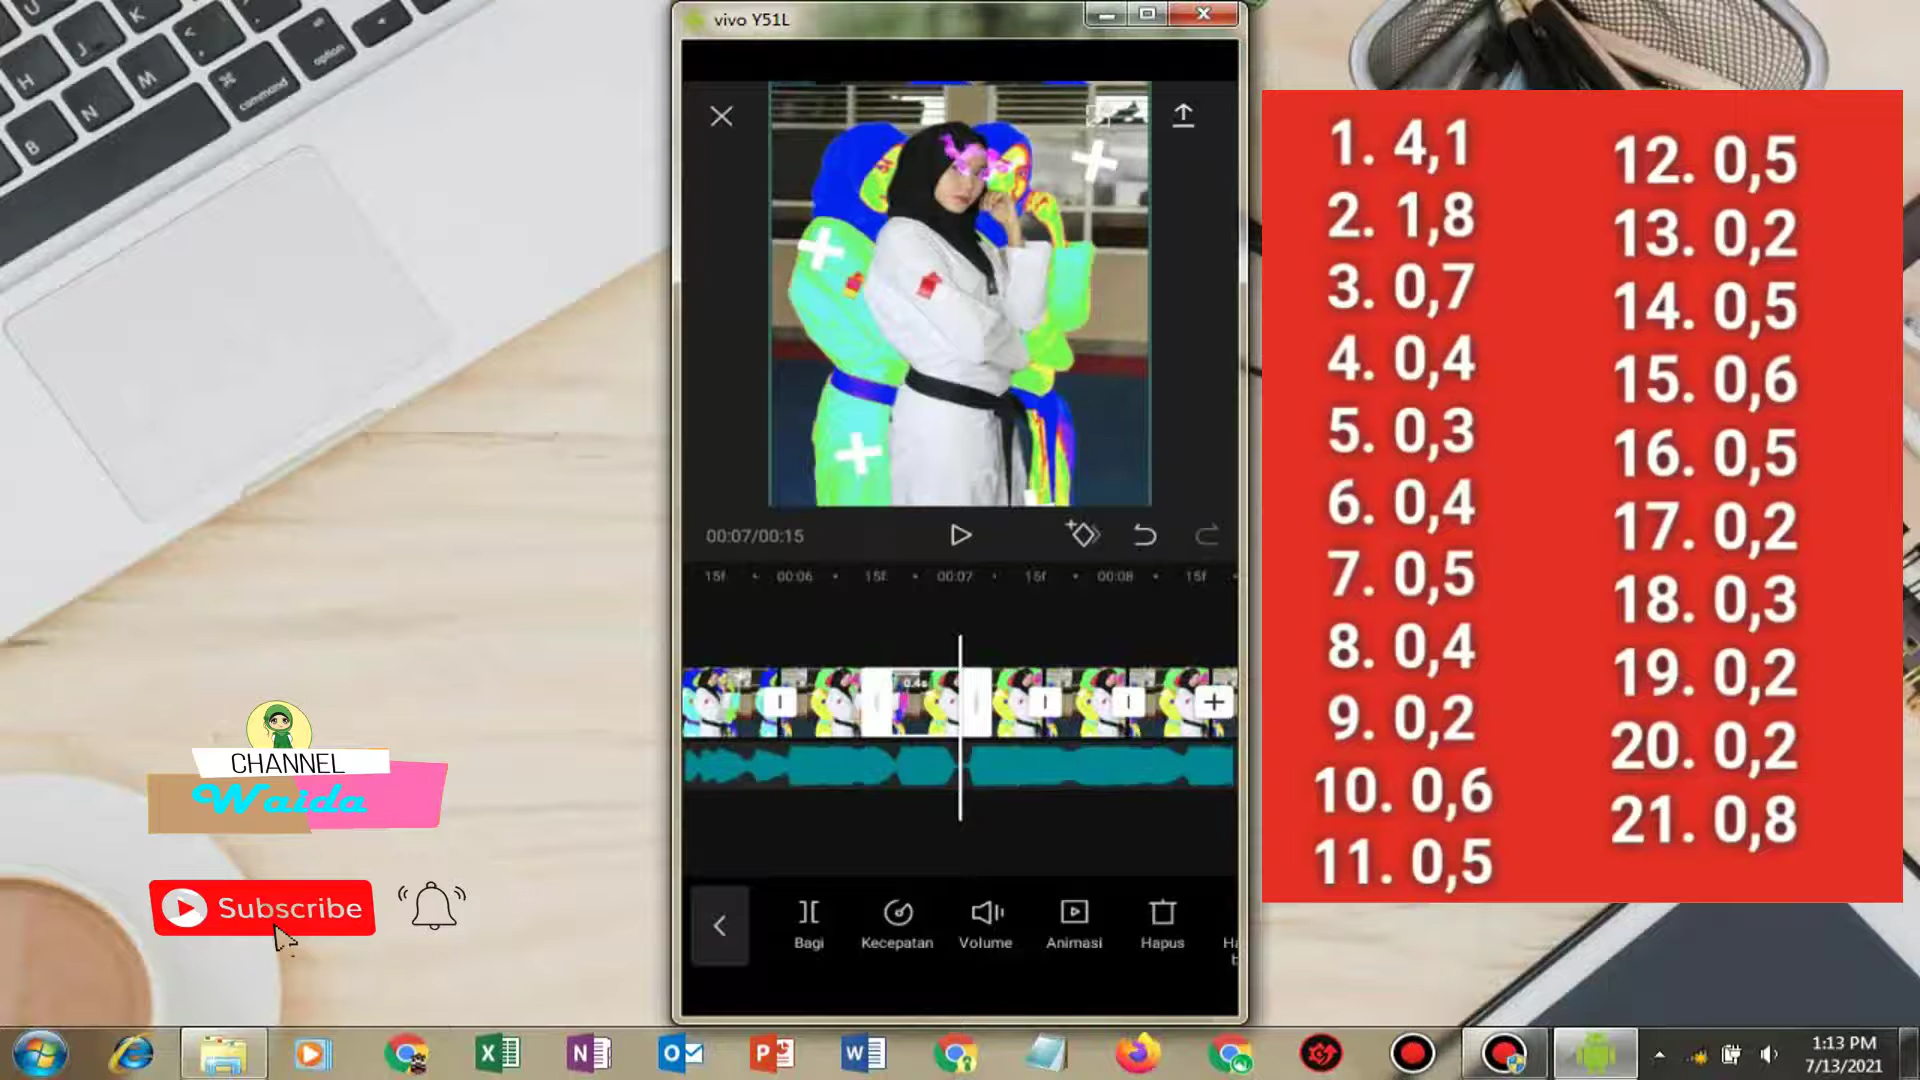 vivo Y51L
00:07/00:15
15f 00:06 15f 00:07 15f 00:08 15f
0.4s
Bagi Kecepatan Volume Animasi Hapus
1. 4,1
2. 1,8
3. 0,7
4. 0,4
5. 0,3
6. 0,4
7. 0,5
8. 0,4
9. 0,2
10. 0,6
11. 0,5
12. 0,5
13. 0,2
14. 0,5
15. 0,6
16. 0,5
17. 0,2
18. 0,3
19. 0,2
20. 0,2
21. 0,8
CHANNEL
Waida
Subscribe
H
J
K
B
N
M
command
option
1:13 PM
7/13/2021